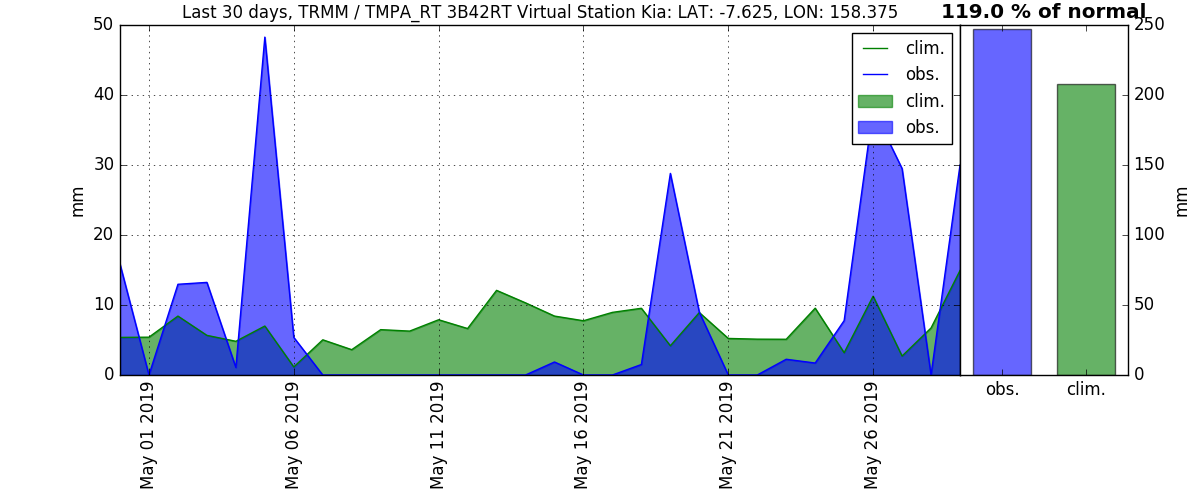 Last 30 days, TRMM / TMPA_RT 3B42RT Virtual Station Kia: LAT: -7.625, LON: 158.375
119.0 % of normal
50
40
30
20
10
0
mm
clim.
obs.
clim.
obs.
250
200
150
100
50
0
mm
obs.
clim.
May 01 2019
May 06 2019
May 11 2019
May 16 2019
May 21 2019
May 26 2019